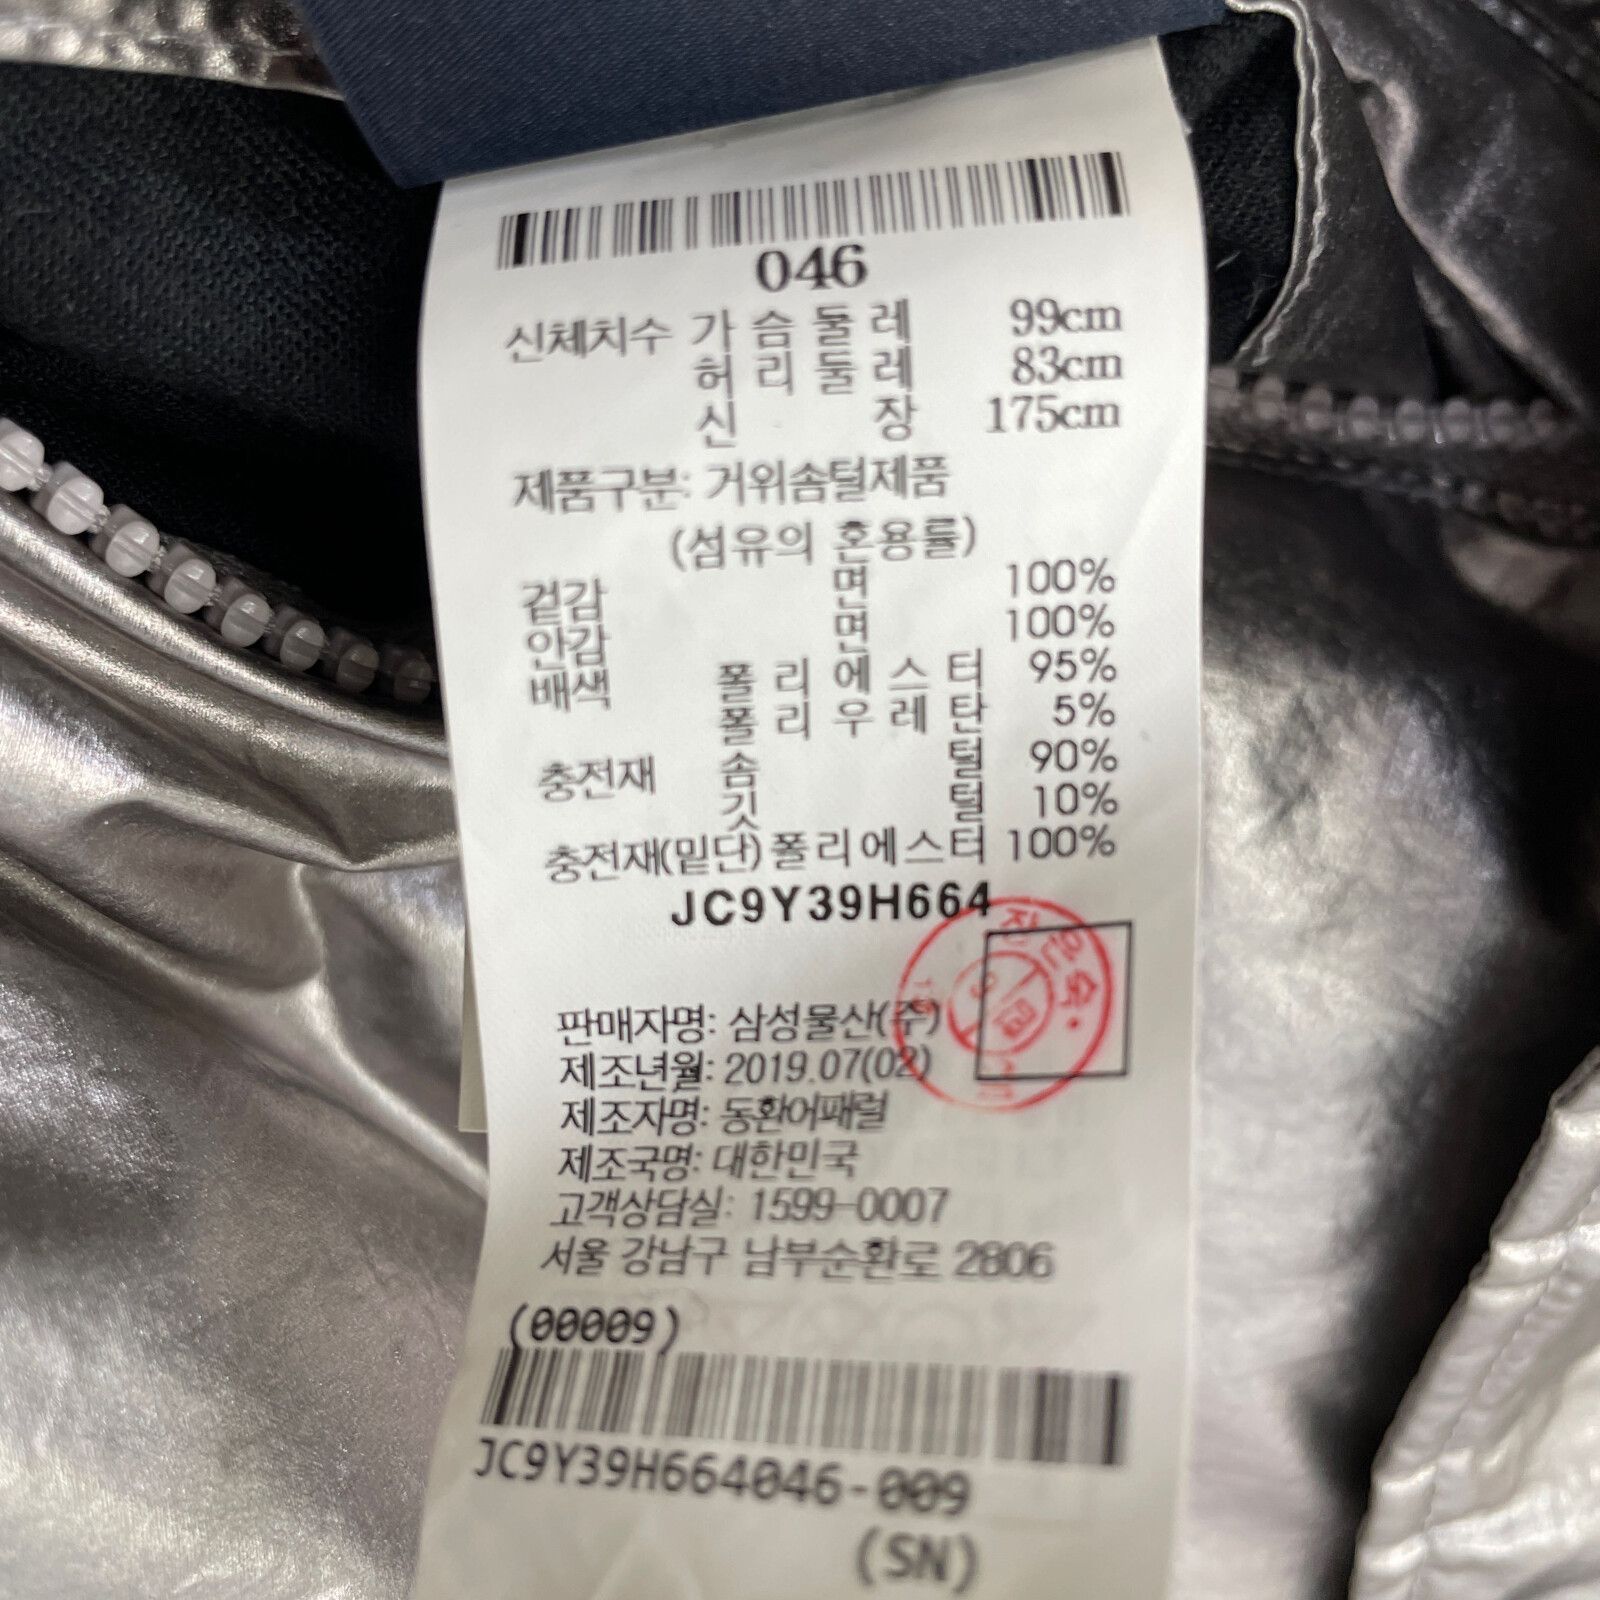 046
신체치수 가슴둘레 99cm
허리둘레 83cm
신장 175cm
제품구분: 거위솜털제품
(섬유의 혼용률)
겉감 면 100%
안감 면 100%
배색 폴리에스터 95%
폴리우레탄 5%
충전재 솜털 90%
깃털 10%
충전재(밑단)폴리에스터 100%
JC9Y39H664
판매자명: 삼성물산(주)
제조년월: 2019.07(02)
제조자명: 동환어패럴
제조국명: 대한민국
고객상담실: 1599-0007
서울 강남구 남부순환로 2806
(00009)
JC9Y39H664046-009
(SN)